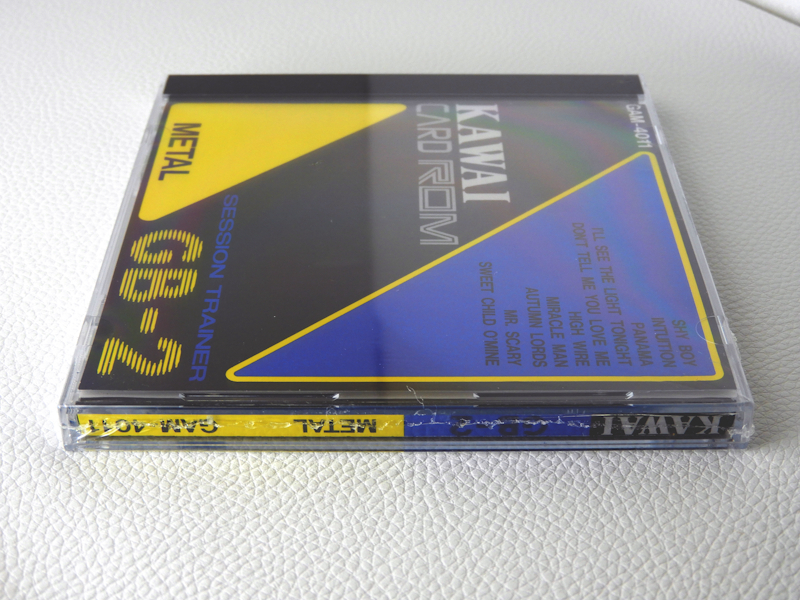 GAM-4011
KAWAI
CARD ROM
SHY BOY
INTUITION
PANAMA
I'LL SEE THE LIGHT TONIGHT
DON'T TELL ME YOU LOVE ME
HIGH WIRE
MIRACLE MAN
AUTUMN LORDS
MR. SCARY
SWEET CHILD O'MINE
METAL
SESSION TRAINER
GB-2
KAWAI
GB-2
METAL
GAM-4011